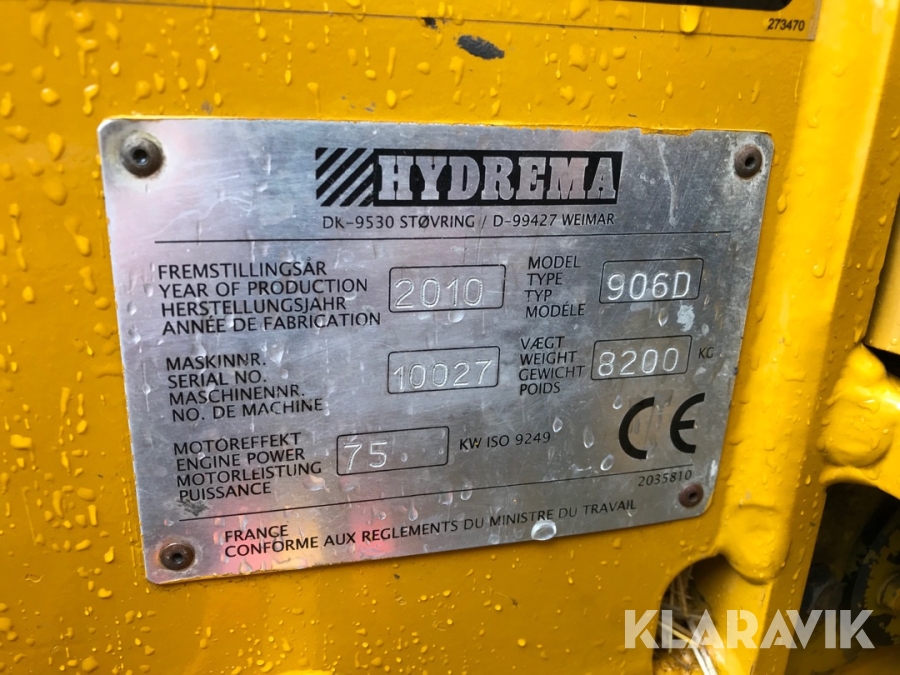 273470
HYDREMA
DK-9530 STØVRING / D-99427 WEIMAR
FREMSTILLINGSÅR
YEAR OF PRODUCTION
HERSTELLUNGSJAHR
ANNÉE DE FABRICATION
2010
MODEL
TYPE
TYP
MODÉLE
906D
MASKINNR.
SERIAL NO.
MASCHINENNR.
NO. DE MACHINE
10027
VÆGT
WEIGHT
GEWICHT
POIDS
8200 KG
MOTOREFFEKT
ENGINE POWER
MOTORLEISTUNG
PUISSANCE
75 KW ISO 9249
CE
2035810
FRANCE
CONFORME AUX REGLEMENTS DU MINISTRE DU TRAVAIL
KLARAVIK